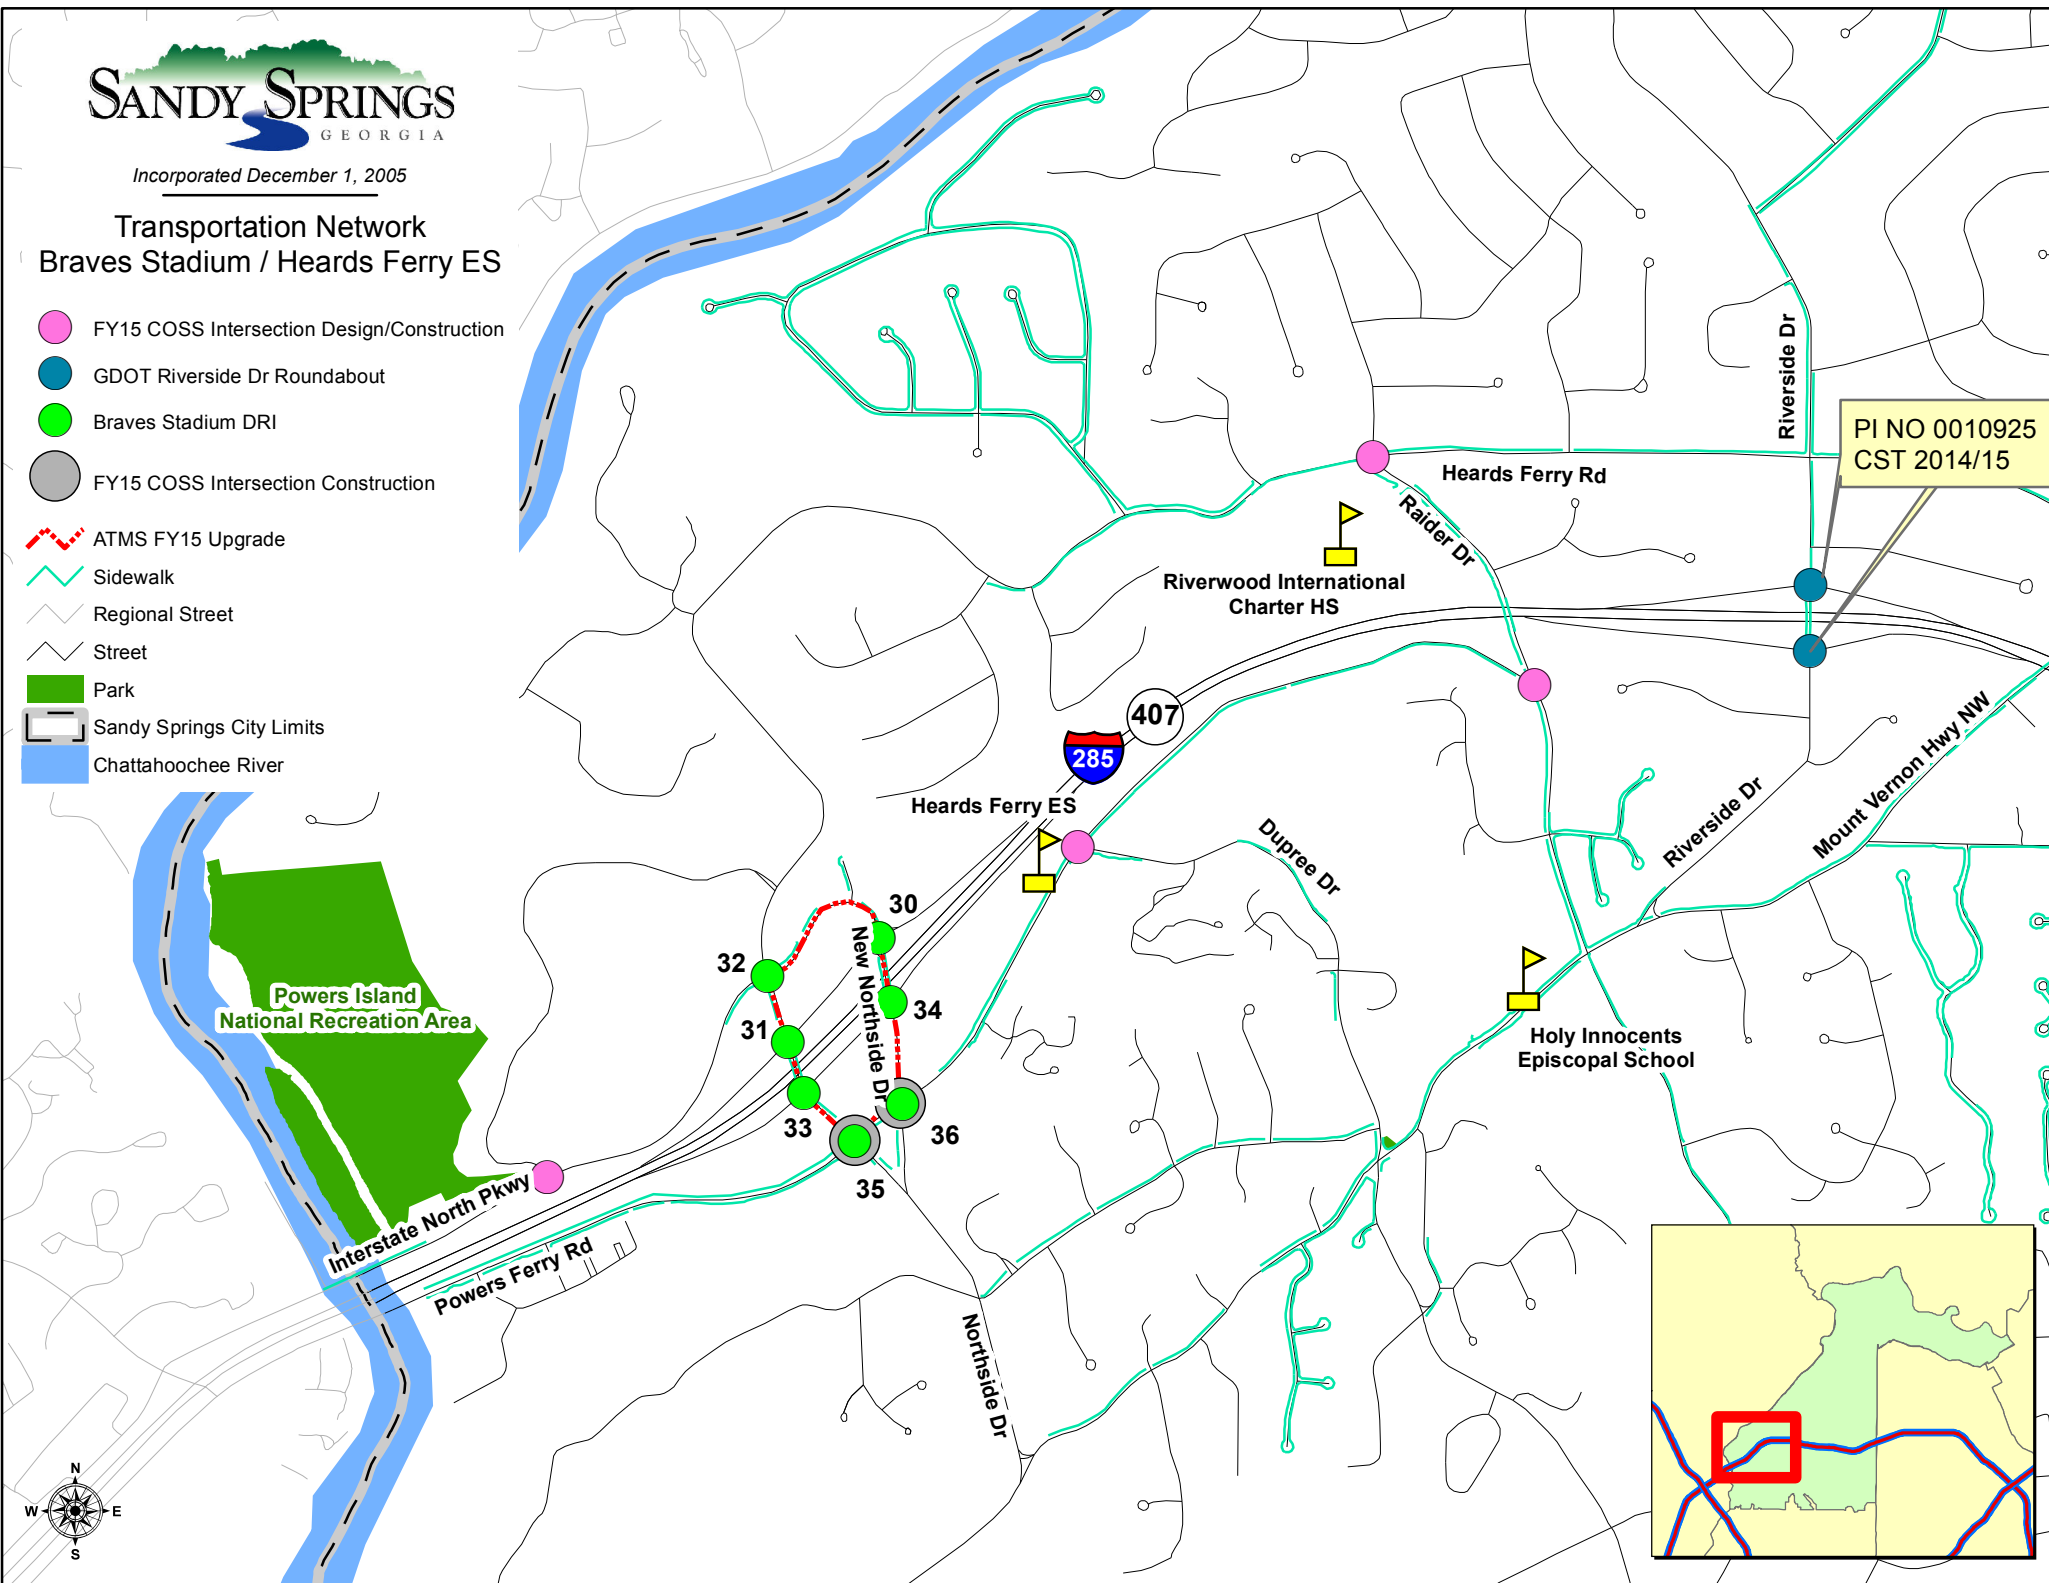 SANDY SPRINGS
GEORGIA
Incorporated December 1, 2005
Transportation Network
Braves Stadium / Heards Ferry ES
FY15 COSS Intersection Design/Construction
GDOT Riverside Dr Roundabout
Braves Stadium DRI
FY15 COSS Intersection Construction
ATMS FY15 Upgrade
Sidewalk
Regional Street
Street
Park
Sandy Springs City Limits
Chattahoochee River
Riverside Dr
PI NO 0010925
CST 2014/15
Heards Ferry Rd
Raider Dr
Riverwood International
Charter HS
407
285
Heards Ferry ES
Dupree Dr
Riverside Dr
Mount Vernon Hwy NW
30
New Northside Dr
32
34
31
33
36
35
Powers Island
National Recreation Area
Holy Innocents
Episcopal School
Interstate North Pkwy
Powers Ferry Rd
Northside Dr
N
W
E
S